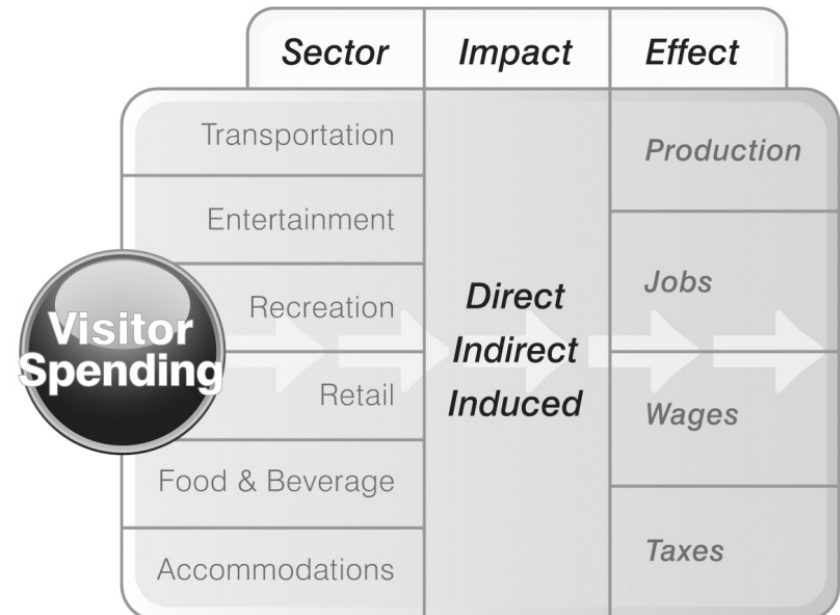 Sector
Impact
Effect
Transportation
Entertainment
Recreation
Retail
Food & Beverage
Accommodations
Visitor
Spending
Direct
Indirect
Induced
Production
Jobs
Wages
Taxes